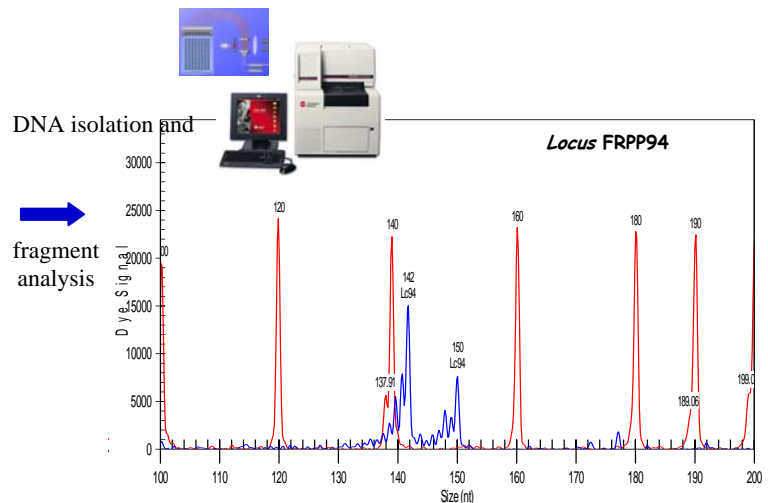 DNA isolation and
fragment
analysis
Locus FRPP94
Dye Signal
30000
25000
20000
15000
10000
5000
0
00
120
140
160
180
190
142
Lc94
150
Lc94
137.91
189.06
199.0
100 110 120 130 140 150 160 170 180 190 200
Size (nt)